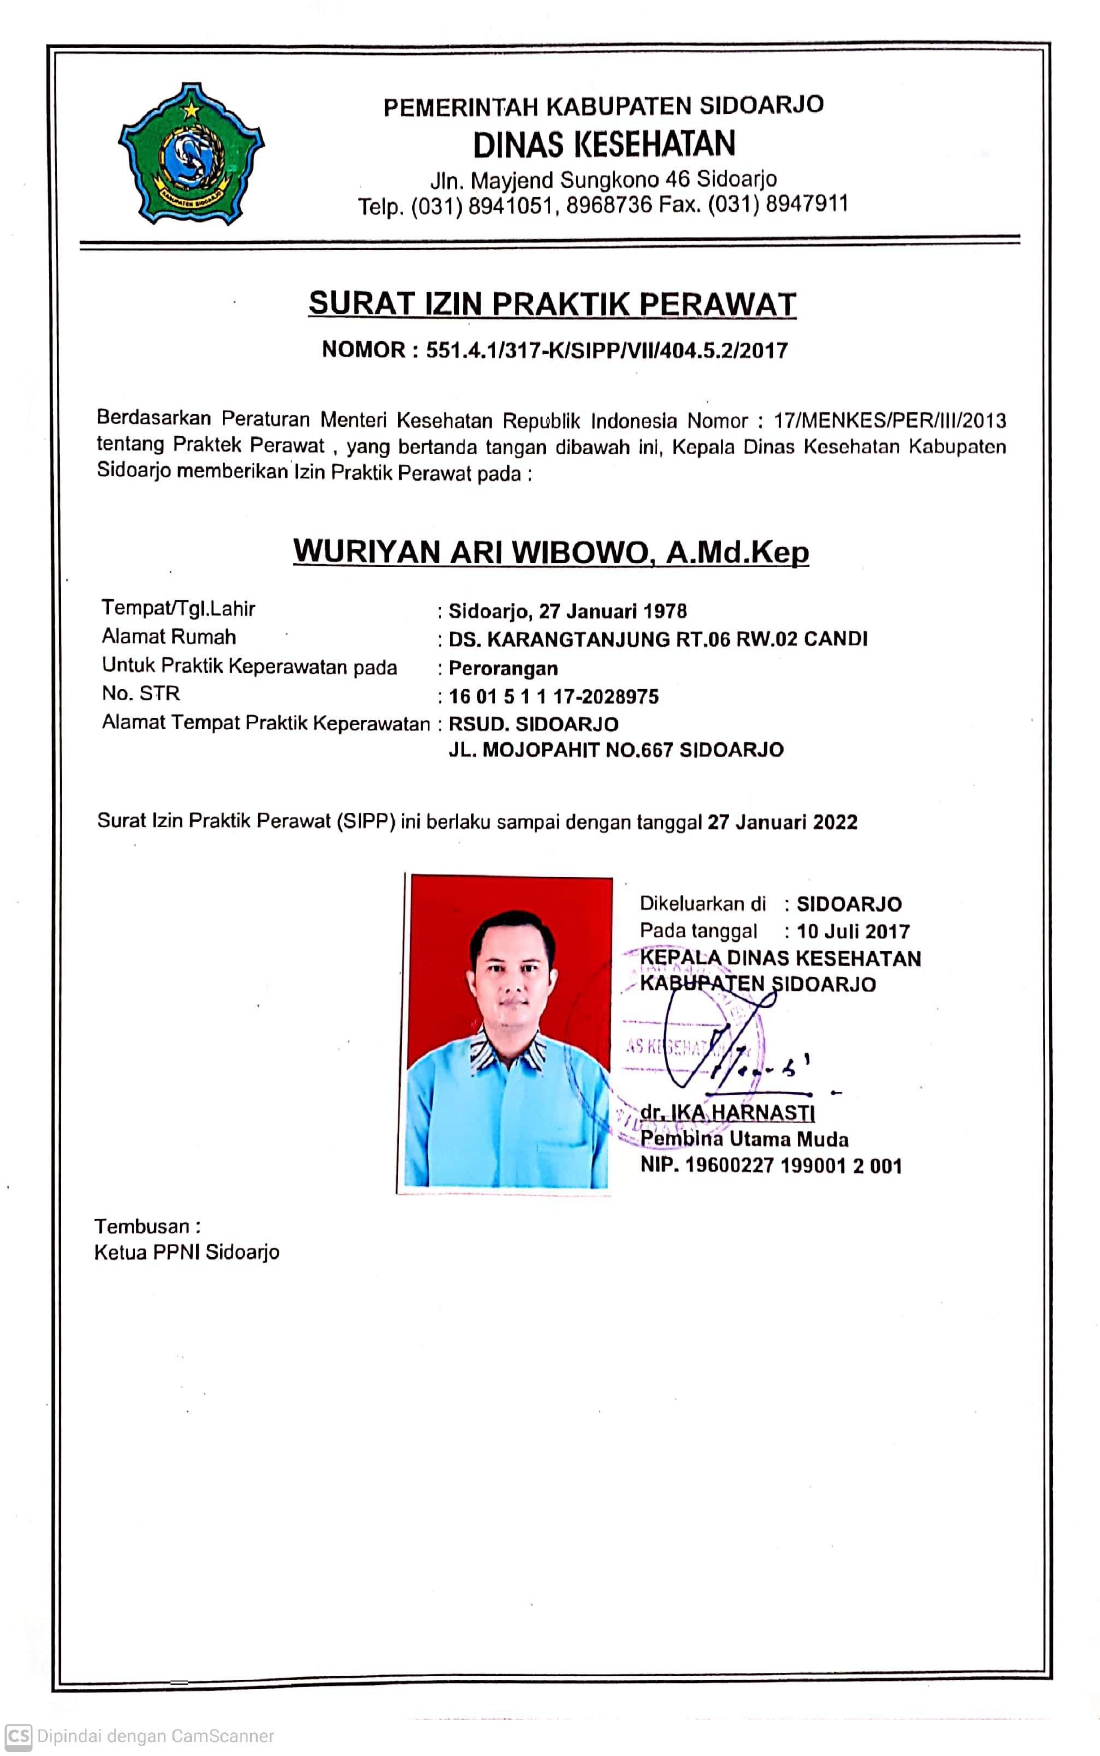 PEMERINTAH KABUPATEN SIDOARJO
DINAS KESEHATAN
Jln. Mayjend Sungkono 46 Sidoarjo
Telp. (031) 8941051, 8968736 Fax. (031) 8947911
KABUPATEN SIDOARJO
SURAT IZIN PRAKTIK PERAWAT
NOMOR : 551.4.1/317-K/SIPP/VII/404.5.2/2017
Berdasarkan Peraturan Menteri Kesehatan Republik Indonesia Nomor : 17/MENKES/PER/III/2013
tentang Praktek Perawat , yang bertanda tangan dibawah ini, Kepala Dinas Kesehatan Kabupaten
Sidoarjo memberikan Izin Praktik Perawat pada :
WURIYAN ARI WIBOWO, A.Md.Kep
Tempat/Tgl.Lahir : Sidoarjo, 27 Januari 1978
Alamat Rumah : DS. KARANGTANJUNG RT.06 RW.02 CANDI
Untuk Praktik Keperawatan pada : Perorangan
No. STR : 16 01 5 1 1 17-2028975
Alamat Tempat Praktik Keperawatan : RSUD. SIDOARJO
JL. MOJOPAHIT NO.667 SIDOARJO
Surat Izin Praktik Perawat (SIPP) ini berlaku sampai dengan tanggal 27 Januari 2022
Dikeluarkan di : SIDOARJO
Pada tanggal : 10 Juli 2017
KEPALA DINAS KESEHATAN
KABUPATEN SIDOARJO
AS KESEHAT
dr. IKA HARNASTI
Pembina Utama Muda
NIP. 19600227 199001 2 001
Tembusan :
Ketua PPNI Sidoarjo
CS Dipindai dengan CamScanner